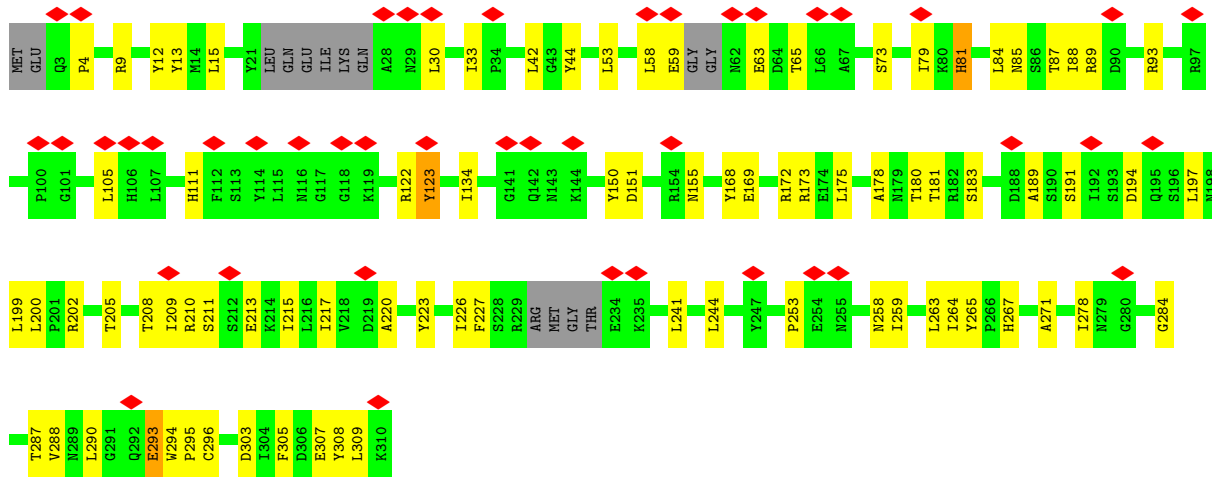 MET GLU Q3 P4 R9 Y12 Y13 M14 L15 Y21 LEU GLN GLU ILE LYS GLN A28 N29 L30 I33 P34 L42 G43 Y44 L53 L58 E59 GLY GLY N62 E63 D64 T65 L66 A67 S73 I79 K80 H81 L84 N85 S86 T87 I88 R89 D90 R93 R97
P100 G101 L105 H106 L107 H111 F112 S113 Y114 L115 N116 G117 G118 K119 R122 Y123 I134 G141 Q142 N143 K144 Y150 D151 R154 N155 Y168 E169 R172 R173 E174 L175 A178 N179 T180 T181 R182 S183 D188 A189 S190 S191 I192 S193 D194 Q195 S196 L197 N198
L199 L200 P201 R202 T205 T208 I209 R210 S211 S212 E213 K214 I215 L216 I217 V218 D219 A220 Y223 I226 F227 S228 R229 ARG MET GLY THR E234 K235 L241 L244 Y247 P253 E254 N255 N258 I259 L263 I264 Y265 P266 H267 A271 I278 N279 G280 G284
T287 V288 N289 L290 G291 Q292 E293 W294 P295 C296 D303 I304 F305 D306 E307 Y308 L309 K310